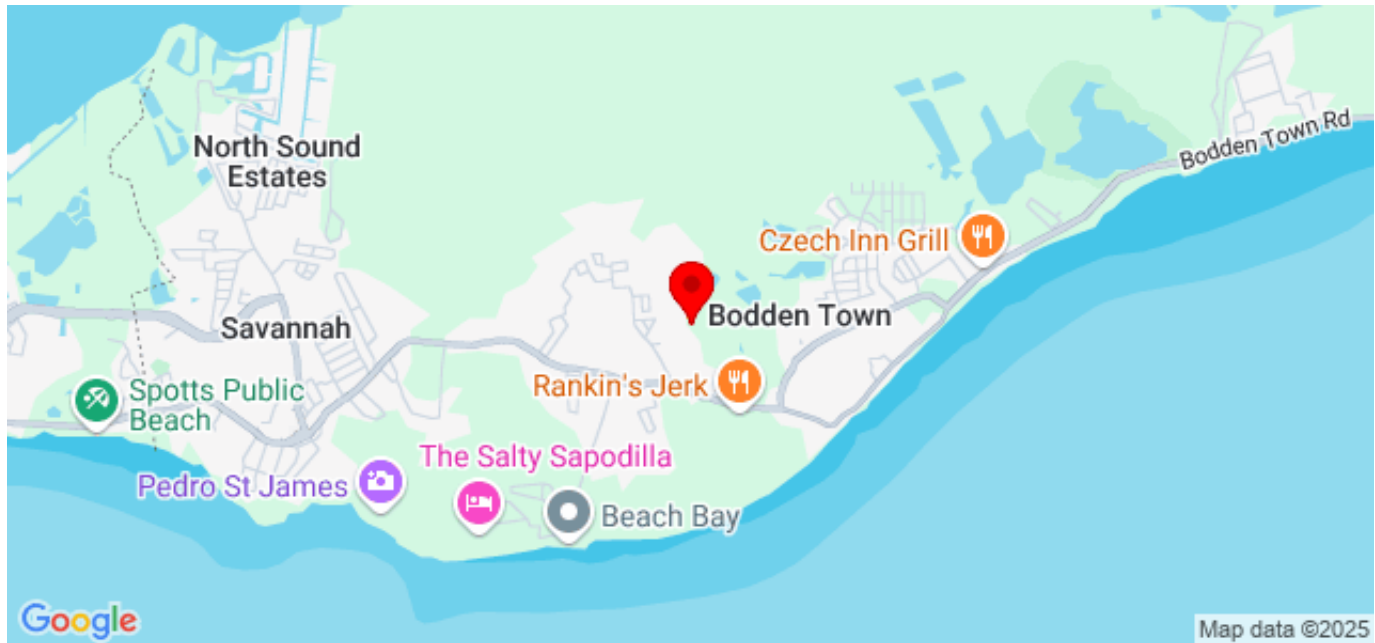 North Sound
Estates
Bodden Town Rd
Czech Inn Grill
Savannah
Bodden Town
Spotts Public
Beach
Rankin's Jerk
The Salty Sapodilla
Pedro St James
Beach Bay
Google
Map data ©2025